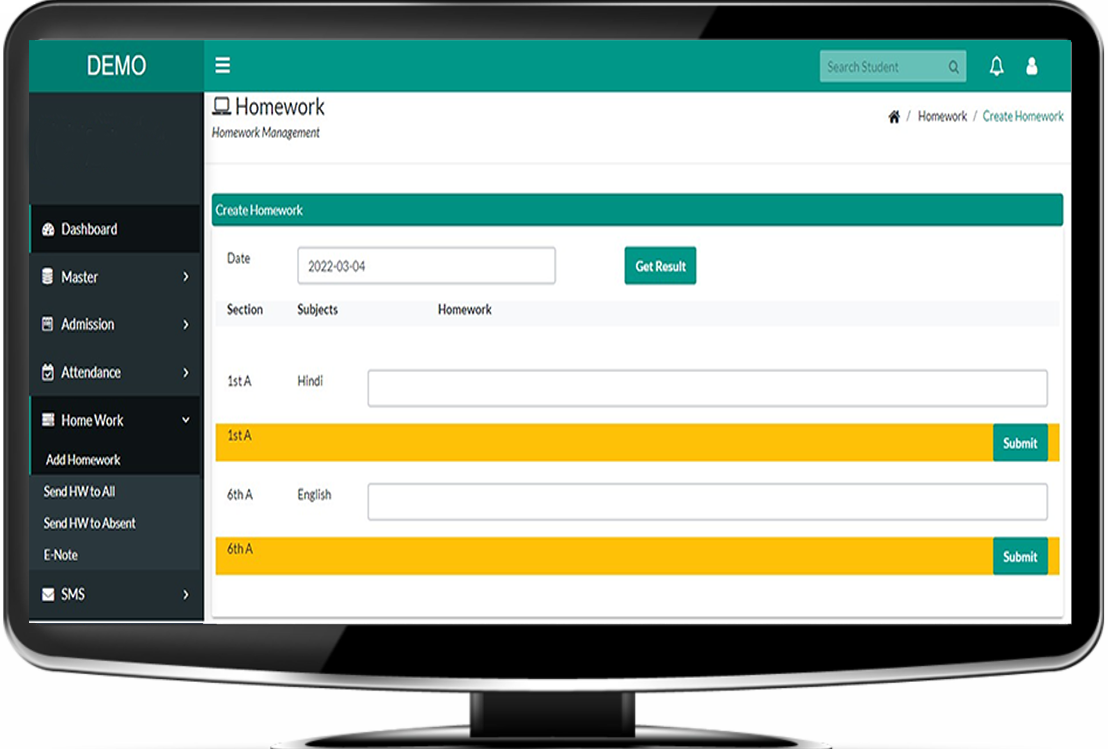 DEMO
Search Student
Homework
Homework Management
/ Homework / Create Homework
Dashboard
Master
Admission
Attendance
Home Work
Add Homework
Send HW to All
Send HW to Absent
E-Note
SMS
Create Homework
Date 2022-03-04 Get Result
Section Subjects Homework
1st A Hindi
1st A Submit
6th A English
6th A Submit